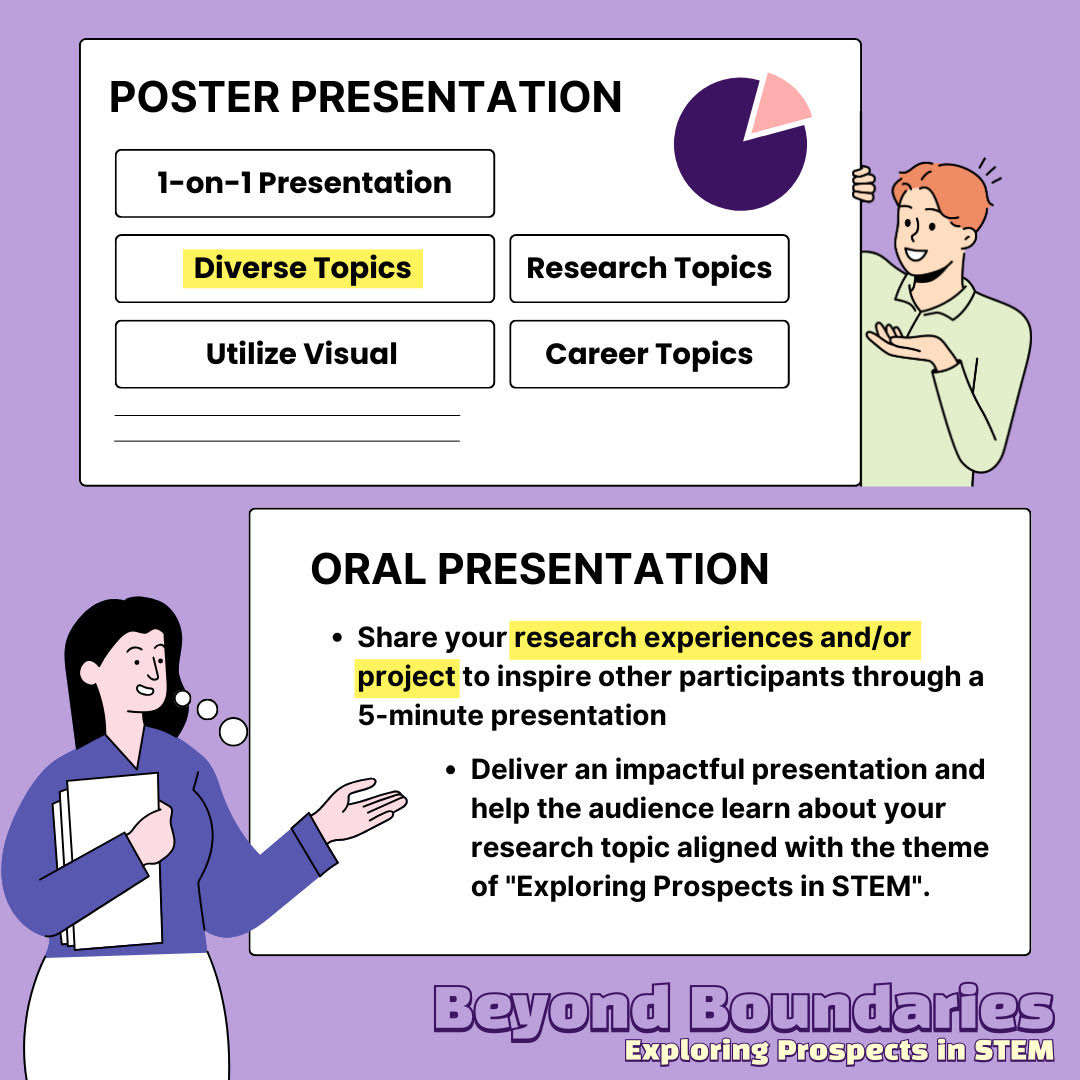 POSTER PRESENTATION
1-on-1 Presentation
Diverse Topics
Research Topics
Utilize Visual
Career Topics
ORAL PRESENTATION
• Share your research experiences and/or
project to inspire other participants through a
5-minute presentation
• Deliver an impactful presentation and
help the audience learn about your
research topic aligned with the theme
of "Exploring Prospects in STEM".
Beyond Boundaries
Exploring Prospects in STEM